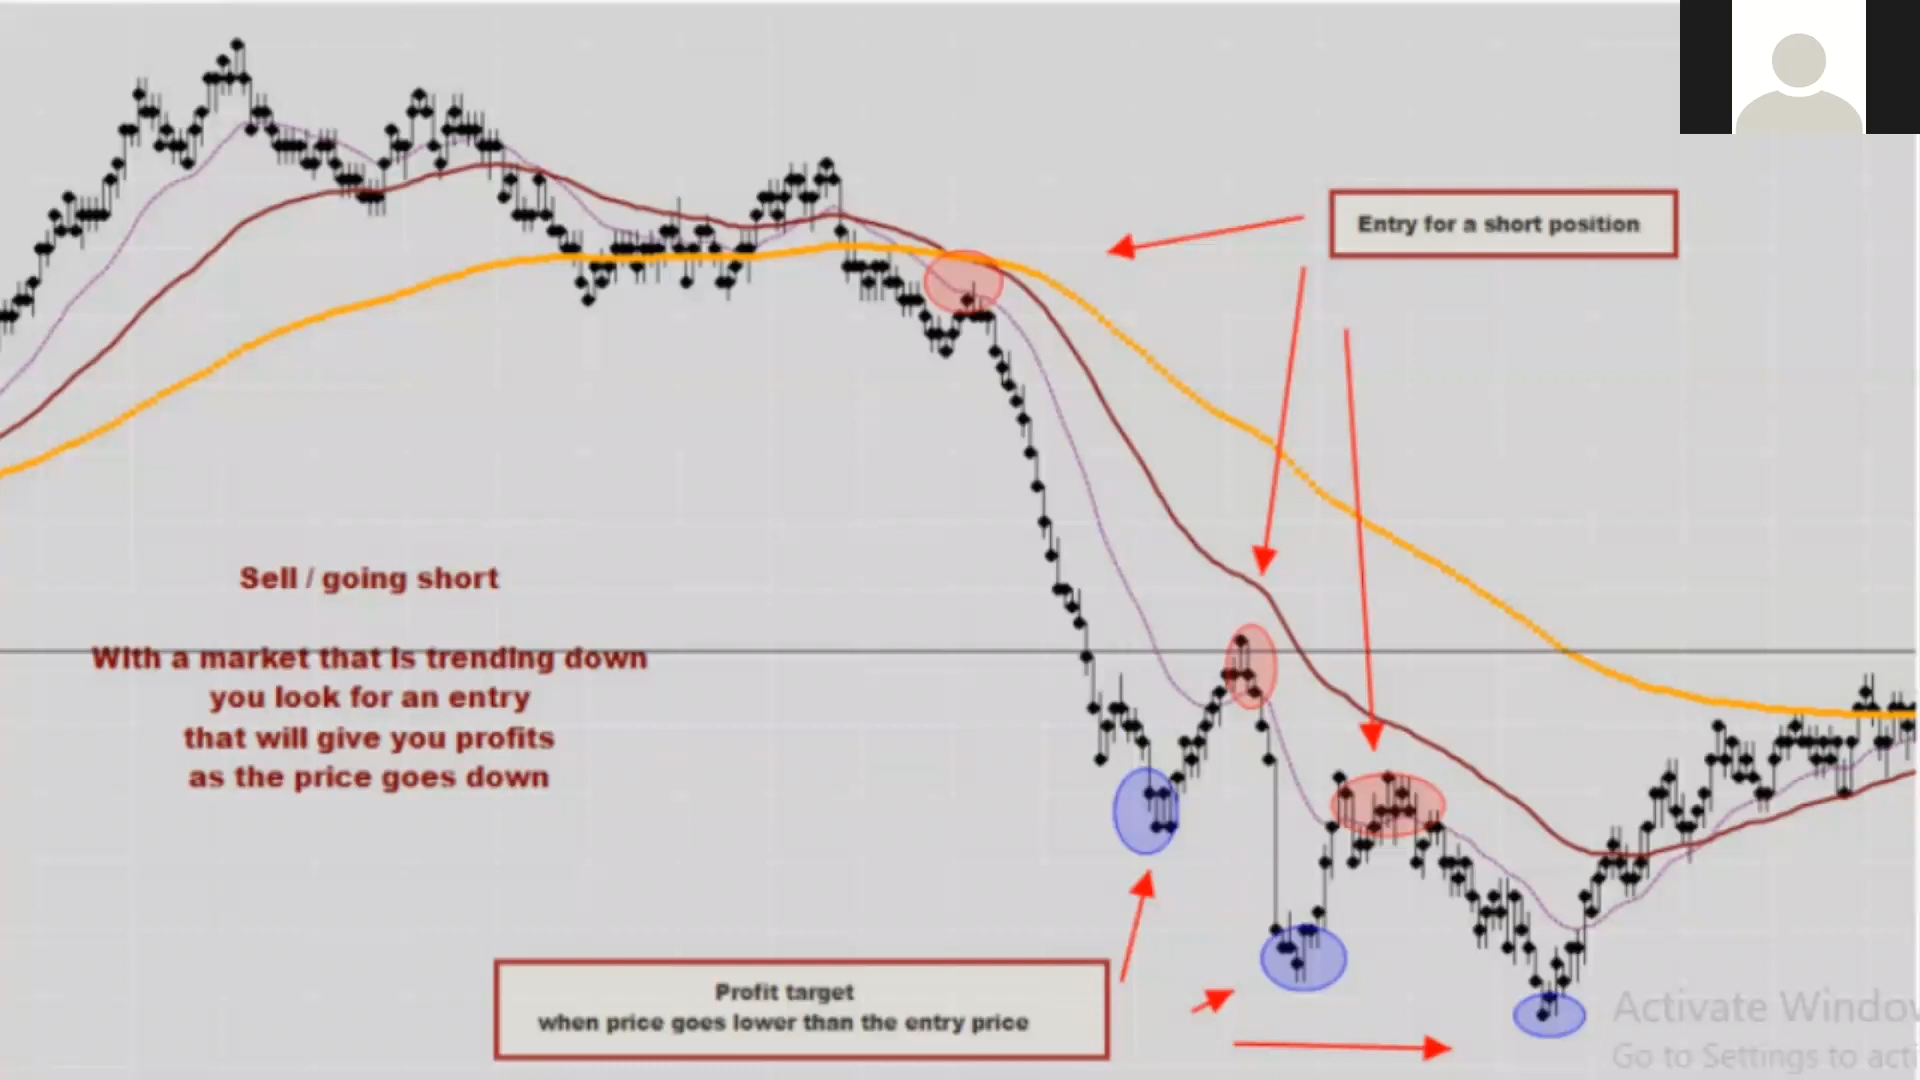 Entry for a short position
Sell / going short
With a market that is trending down
you look for an entry
that will give you profits
as the price goes down
Profit target
when price goes lower than the entry price
Activate Window
Go to Settings to acti